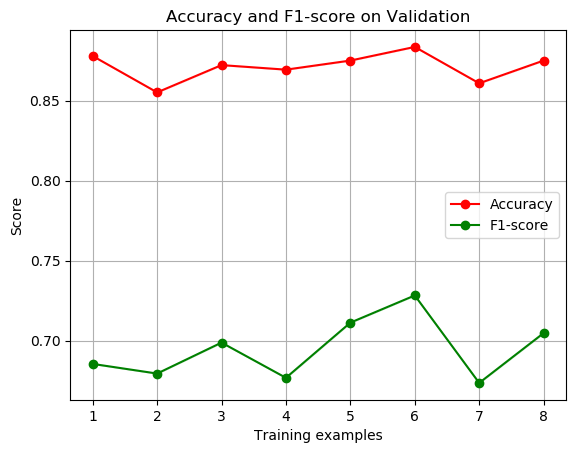 Accuracy and F1-score on Validation
Score
0.85
0.80
0.75
0.70
Accuracy
F1-score
1 2 3 4 5 6 7 8
Training examples